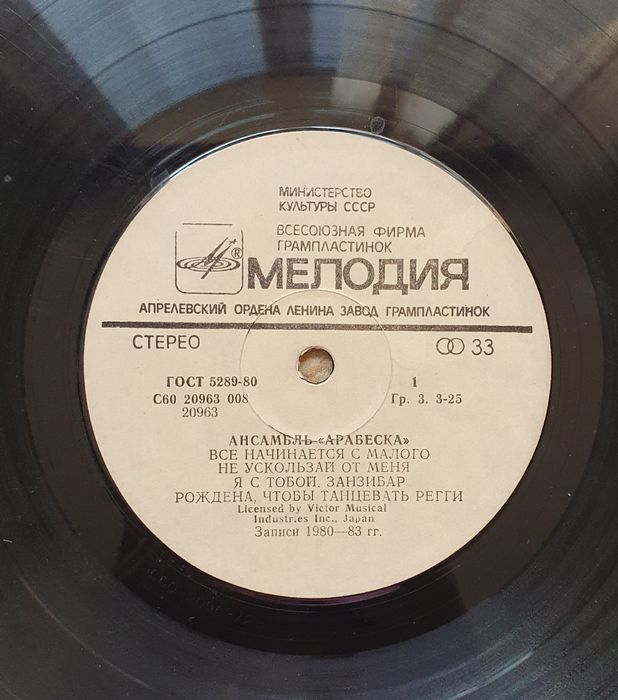 МИНИСТЕРСТВО
КУЛЬТУРЫ СССР
ВСЕСОЮЗНАЯ ФИРМА
ГРАМПЛАСТИНОК
®
МЕЛОДИЯ
АПРЕЛЕВСКИЙ ОРДЕНА ЛЕНИНА ЗАВОД ГРАМПЛАСТИНОК
СТЕРЕО 33
ГОСТ 5289-80 1
С60 20963 008 Гр. 3. 3-25
20963
АНСАМБЛЬ «АРАБЕСКА»
ВСЕ НАЧИНАЕТСЯ С МАЛОГО
НЕ УСКОЛЬЗАЙ ОТ МЕНЯ
Я С ТОБОЙ, ЗАНЗИБАР
РОЖДЕНА, ЧТОБЫ ТАНЦЕВАТЬ РЕГГИ
Licensed by Victor Musical
Industries Inc., Japan
Записи 1980—83 гг.